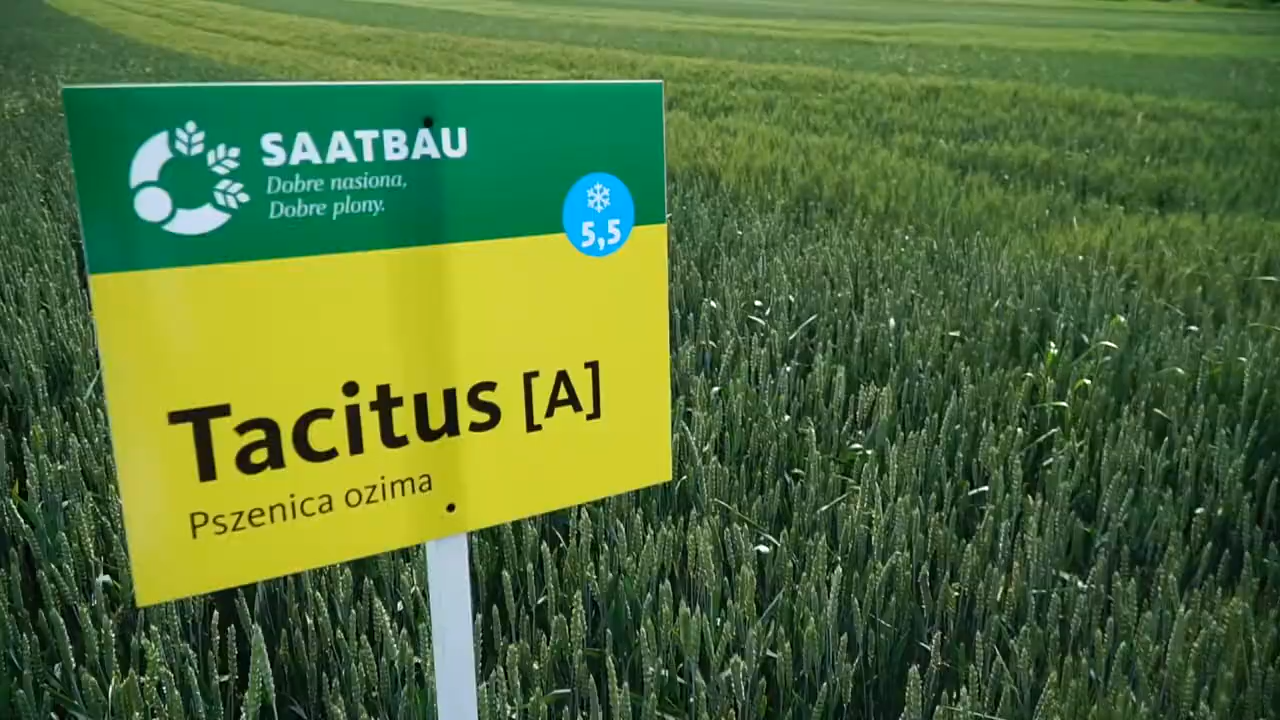 SAATBAU
Dobre nasiona,
Dobre plony.
5,5
Tacitus [A]
Pszenica ozima